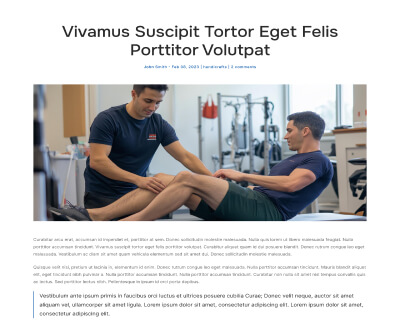 Vivamus Suscipit Tortor Eget Felis
Porttitor Volutpat
John Smith • Feb 06, 2023 | handicrafts | 2 comments
Curabitur arcu erat, accumsan id imperdiet et, porttitor at sem. Donec sollicitudin molestie malesuada. Nulla quis lorem ut libero malesuada feugiat. Nulla
porttitor accumsan tincidunt. Vivamus suscipit tortor eget felis porttitor volutpat. Curabitur aliquet quam id dui posuere blandit. Donec rutrum congue leo eget
malesuada. Vestibulum ac diam sit amet quam vehicula elementum sed sit amet dui. Donec sollicitudin molestie malesuada.
Quisque velit nisi, pretium ut lacinia in, elementum id enim. Donec rutrum congue leo eget malesuada. Nulla porttitor accumsan tincidunt. Mauris blandit aliquet
elit, eget tincidunt nibh pulvinar a. Nulla porttitor accumsan tincidunt. Nulla porttitor accumsan tincidunt. Curabitur non nulla sit amet nisl tempus convallis quis
ac lectus. Sed porttitor lectus nibh. Pellentesque in ipsum id orci porta dapibus.
Vestibulum ante ipsum primis in faucibus orci luctus et ultrices posuere cubilia Curae; Donec velit neque, auctor sit amet
aliquam vel, ullamcorper sit amet ligula. Lorem ipsum dolor sit amet, consectetur adipiscing elit. Lorem ipsum dolor sit amet,
consectetur adipiscing elit.